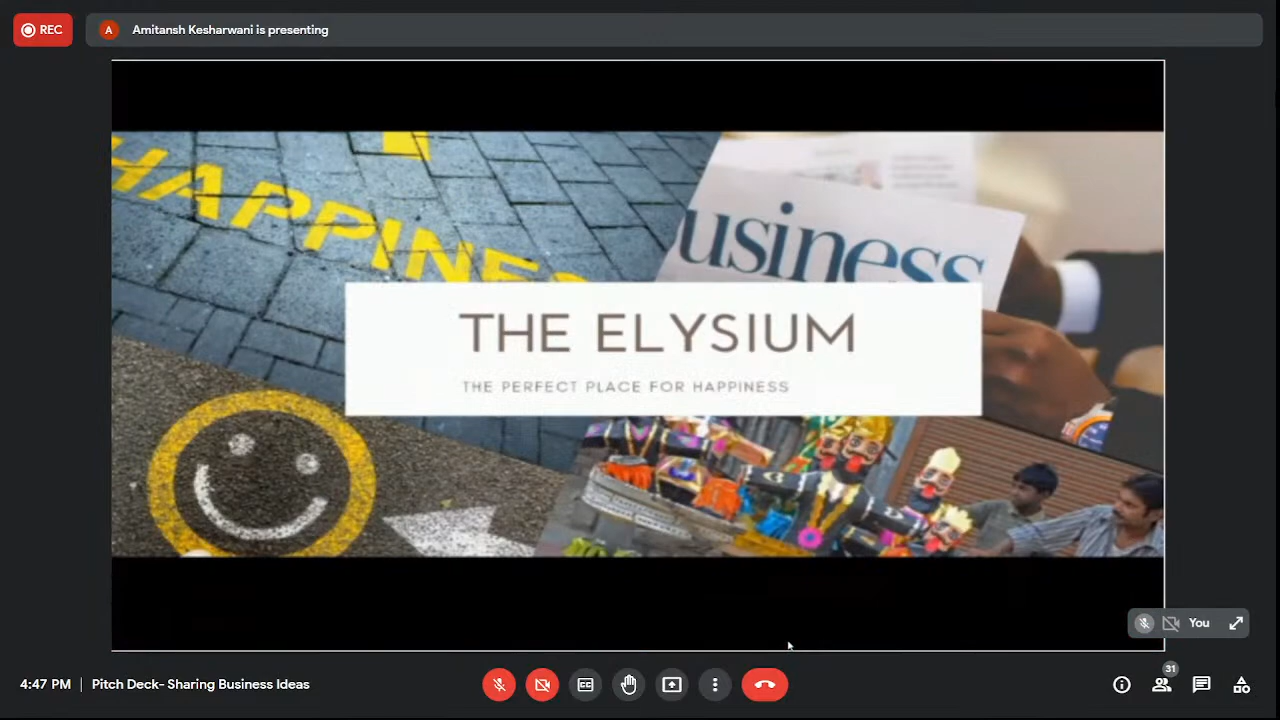 REC
A
Amitansh Kesharwani is presenting
HAPPINES
usiness
THE ELYSIUM
THE PERFECT PLACE FOR HAPPINESS
You
4:47 PM | Pitch Deck- Sharing Business Ideas
31